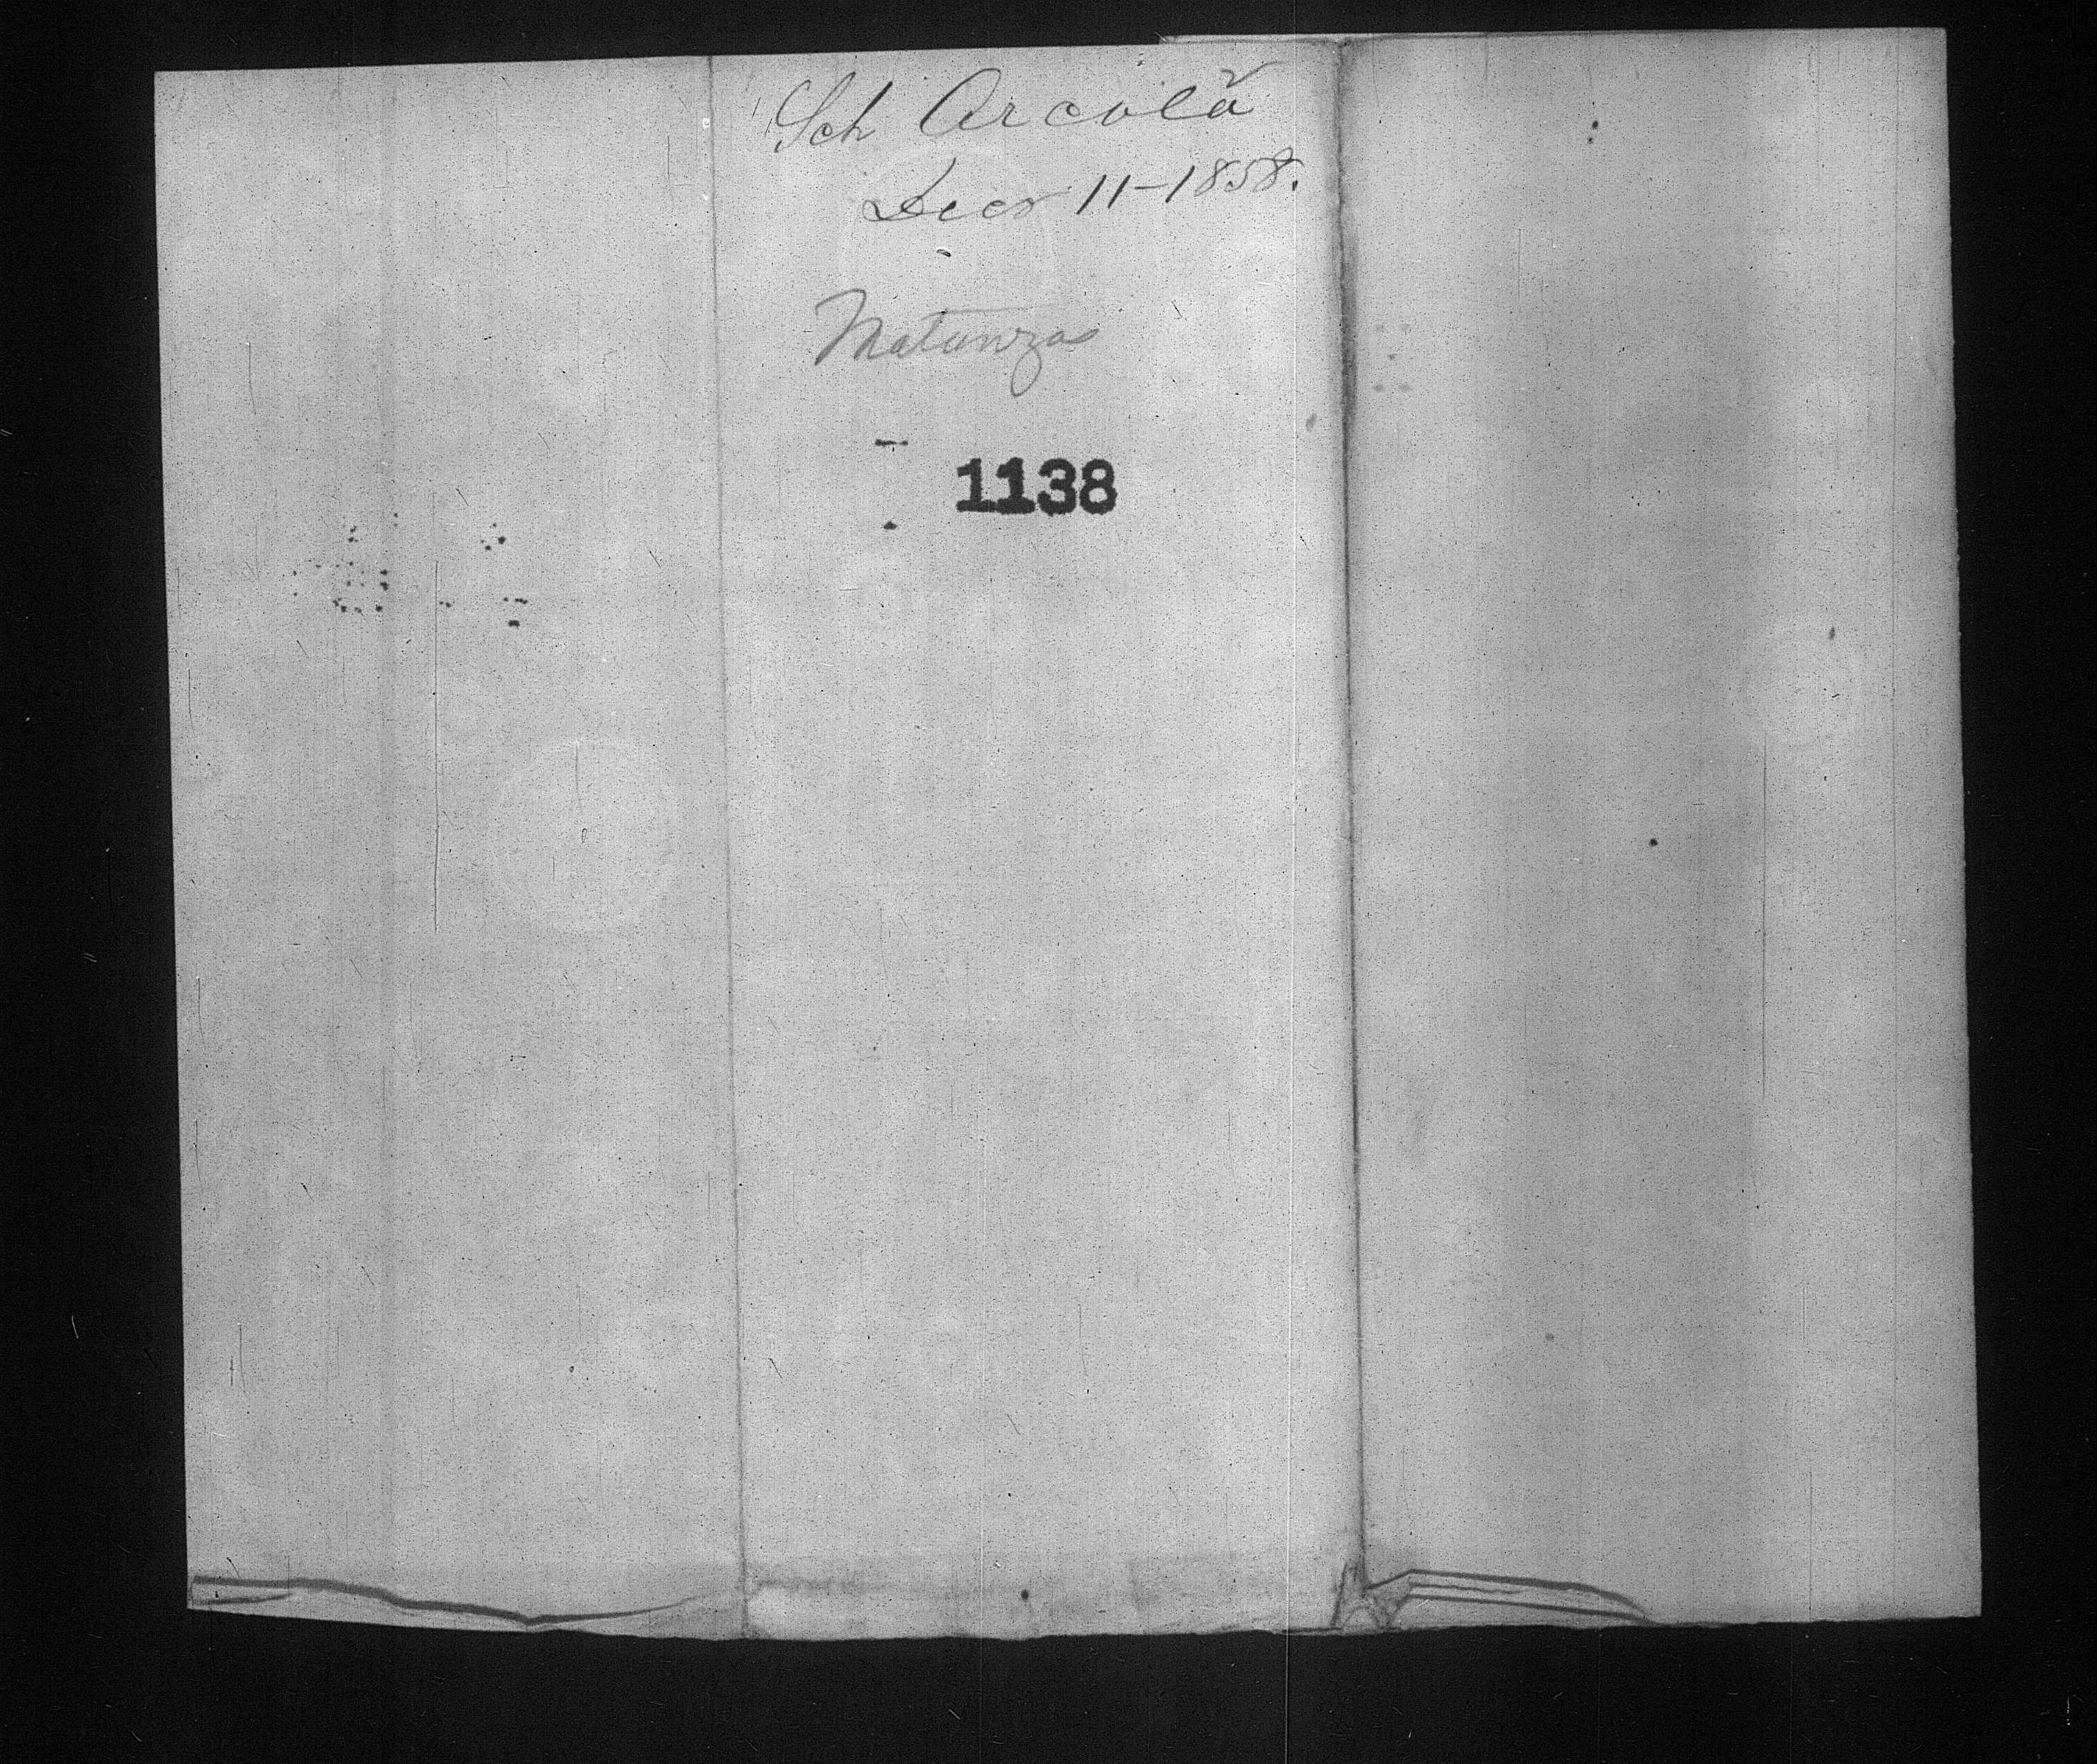 Sch Arcola
Decr 11-1858.
Matanzas
1138